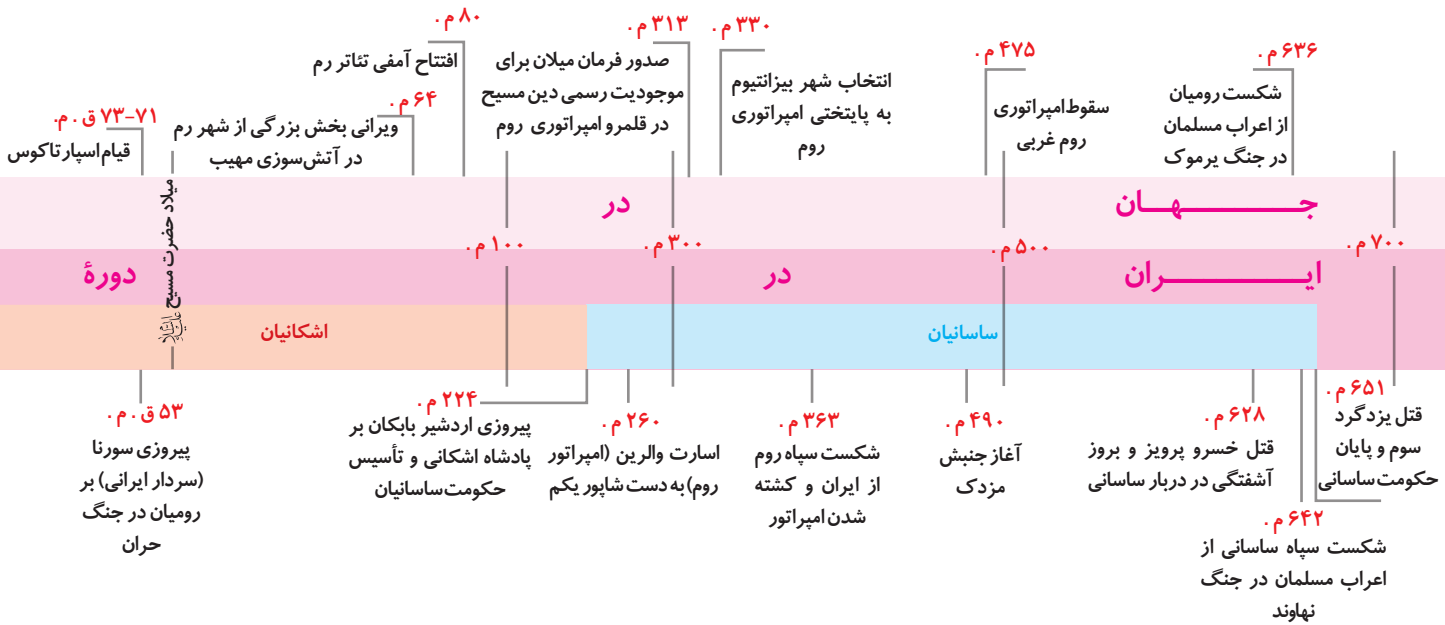 ۷۳-۷۱ ق . م.
قیام‌اسپارتاکوس
۶۴ م.
ویرانی بخش بزرگی از شهر رم
در آتش‌سوزی مهیب
۸۰ م.
افتتاح آمفی تئاتر رم
۳۱۳ م.
صدور فرمان میلان برای
موجودیت رسمی دین مسیح
در قلمرو امپراتوری روم
۳۳۰ م.
انتخاب شهر بیزانتیوم
به پایتختی امپراتوری
روم
۴۷۵ م.
سقوط‌امپراتوری
روم غربی
۶۳۶ م.
شکست رومیان
از اعراب مسلمان
در جنگ یرموک
در جهان
میلاد حضرت مسیح علیه‌السلام
۱۰۰ م.
۳۰۰ م.
۵۰۰ م.
۷۰۰ م.
دورهٔ در ایران
اشکانیان
ساسانیان
۵۳ ق . م.
پیروزی سورنا
(سردار ایرانی) بر
رومیان در جنگ
حران
۲۲۴ م.
پیروزی اردشیر بابکان بر
پادشاه اشکانی و تأسیس
حکومت ساسانیان
۲۶۰ م.
اسارت والرین (امپراتور
روم) به دست شاپور یکم
۳۶۳ م.
شکست سپاه روم
از ایران و کشته
شدن امپراتور
۴۹۰ م.
آغاز جنبش
مزدک
۶۲۸ م.
قتل خسرو پرویز و بروز
آشفتگی در دربار ساسانی
۶۴۲ م.
شکست سپاه ساسانی از
اعراب مسلمان در جنگ
نهاوند
۶۵۱ م.
قتل یزدگرد
سوم و پایان
حکومت ساسانی